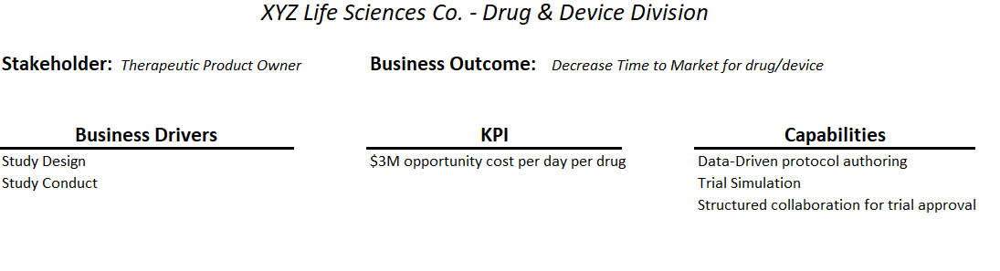 XYZ Life Sciences Co. - Drug & Device Division
Stakeholder: Therapeutic Product Owner
Business Outcome: Decrease Time to Market for drug/device
Business Drivers
Study Design
Study Conduct
KPI
$3M opportunity cost per day per drug
Capabilities
Data-Driven protocol authoring
Trial Simulation
Structured collaboration for trial approval